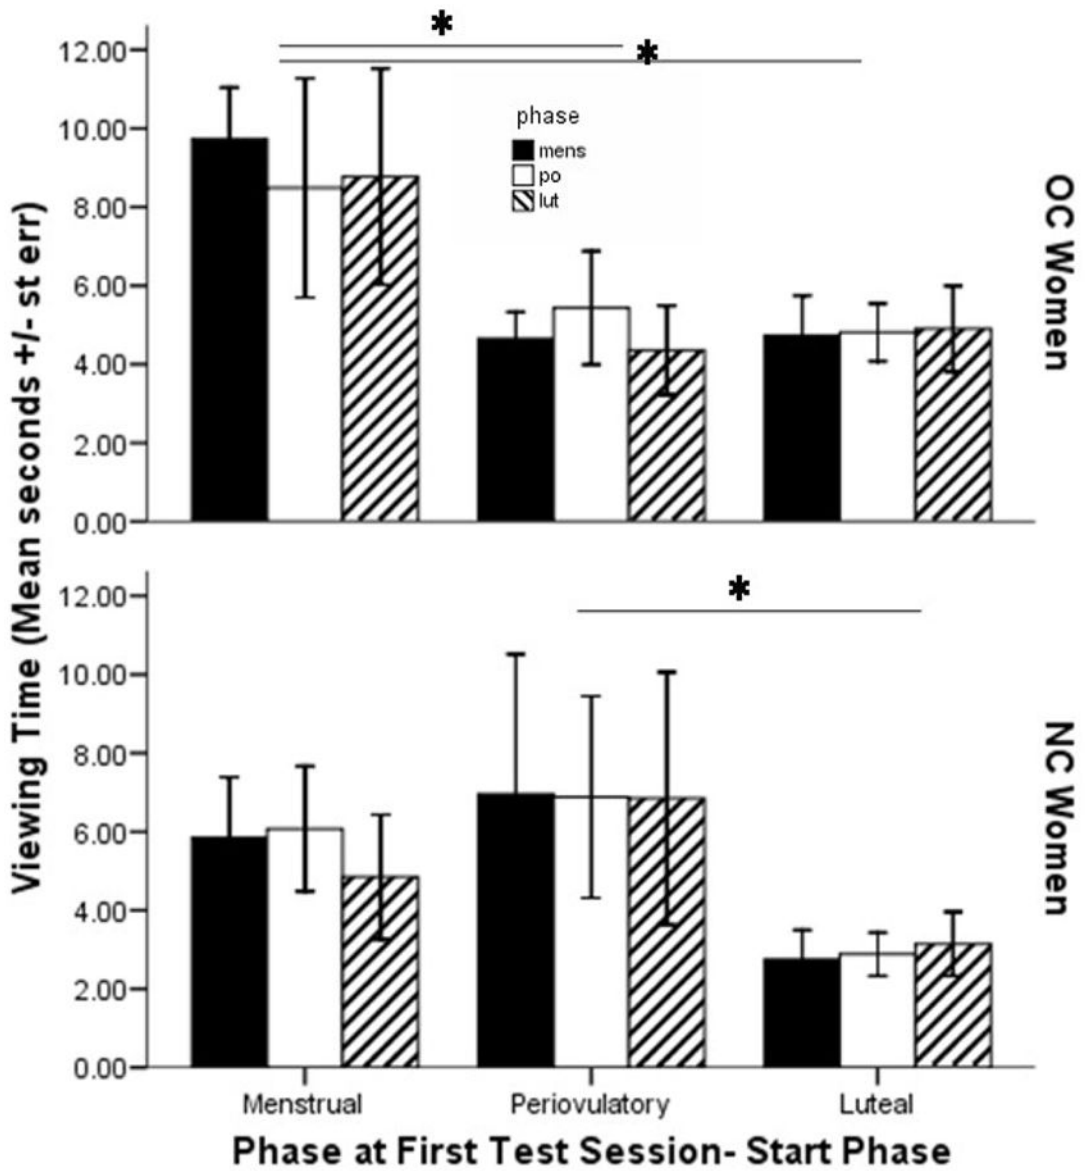 *
*
12.00
10.00
8.00
6.00
4.00
2.00
0.00
phase
mens
po
lut
OC Women
Viewing Time (Mean seconds +/- st err)
*
12.00
10.00
8.00
6.00
4.00
2.00
0.00
NC Women
Menstrual Periovulatory Luteal
Phase at First Test Session- Start Phase